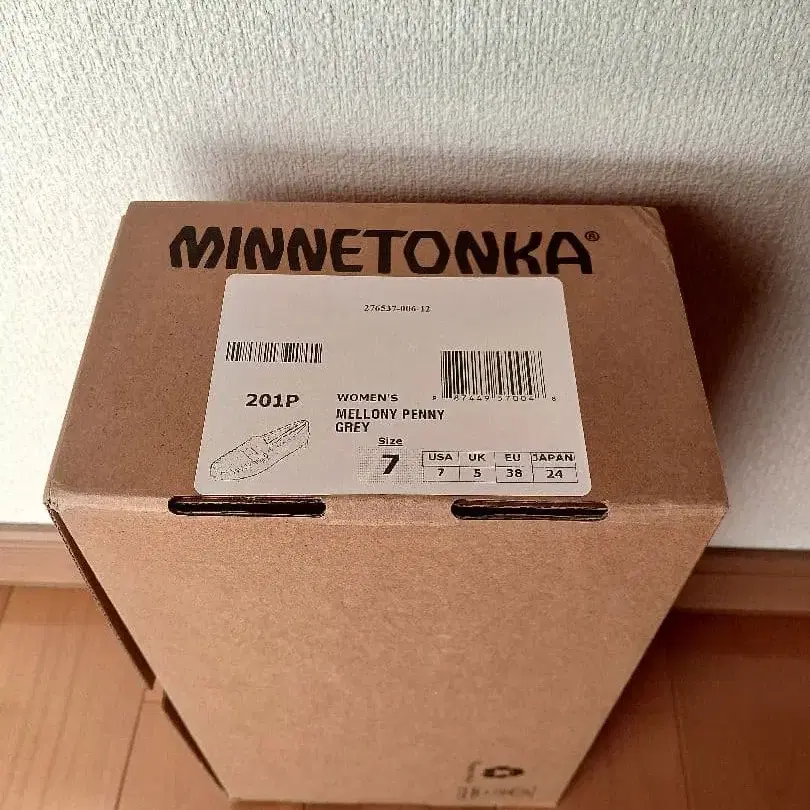 MINNETONKA®
276537-006-12
201P
WOMEN'S
MELLONY PENNY
GREY
Size
7
USA UK EU JAPAN
7 5 38 24